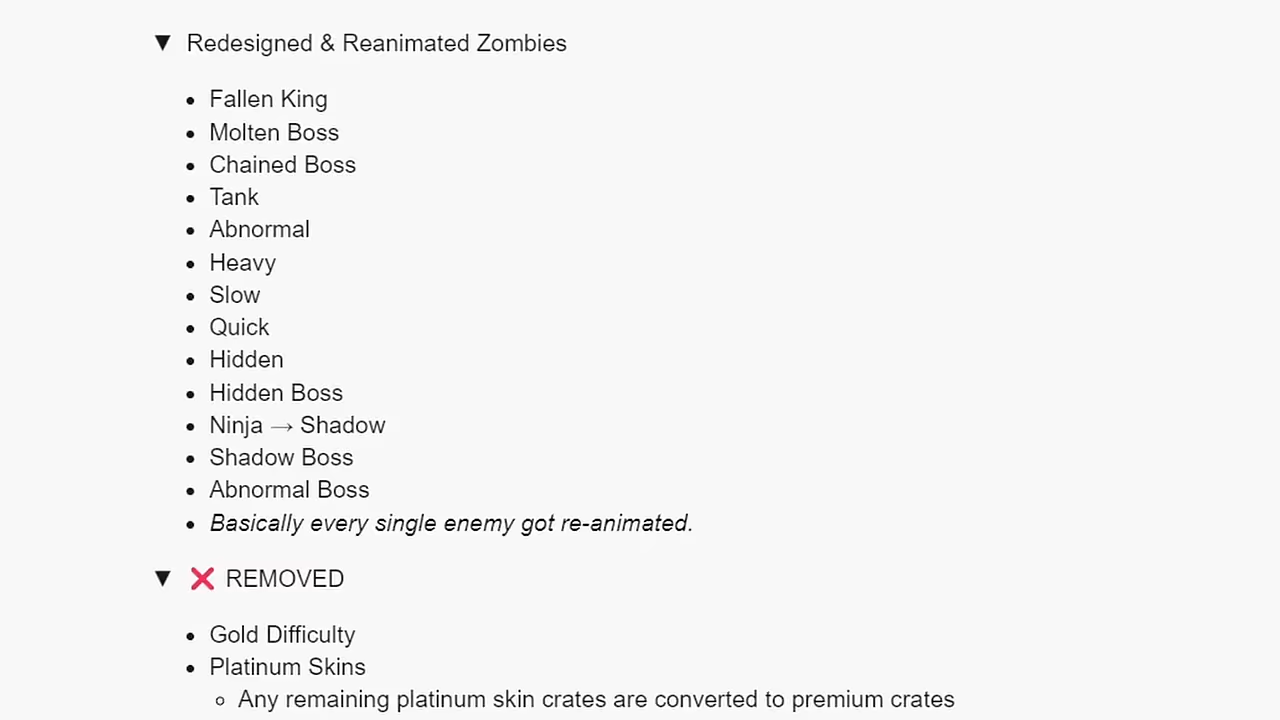 ▼ Redesigned & Reanimated Zombies
• Fallen King
• Molten Boss
• Chained Boss
• Tank
• Abnormal
• Heavy
• Slow
• Quick
• Hidden
• Hidden Boss
• Ninja → Shadow
• Shadow Boss
• Abnormal Boss
• Basically every single enemy got re-animated.
▼ ❌ REMOVED
• Gold Difficulty
• Platinum Skins
◦ Any remaining platinum skin crates are converted to premium crates